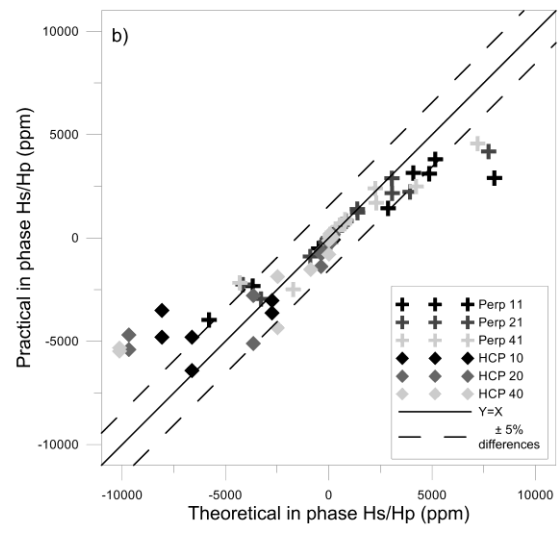 b)
Practical in phase Hs/Hp (ppm)
10000
5000
0
-5000
-10000
Perp 11
Perp 21
Perp 41
HCP 10
HCP 20
HCP 40
Y=X
± 5%
differences
-10000 -5000 0 5000 10000
Theoretical in phase Hs/Hp (ppm)